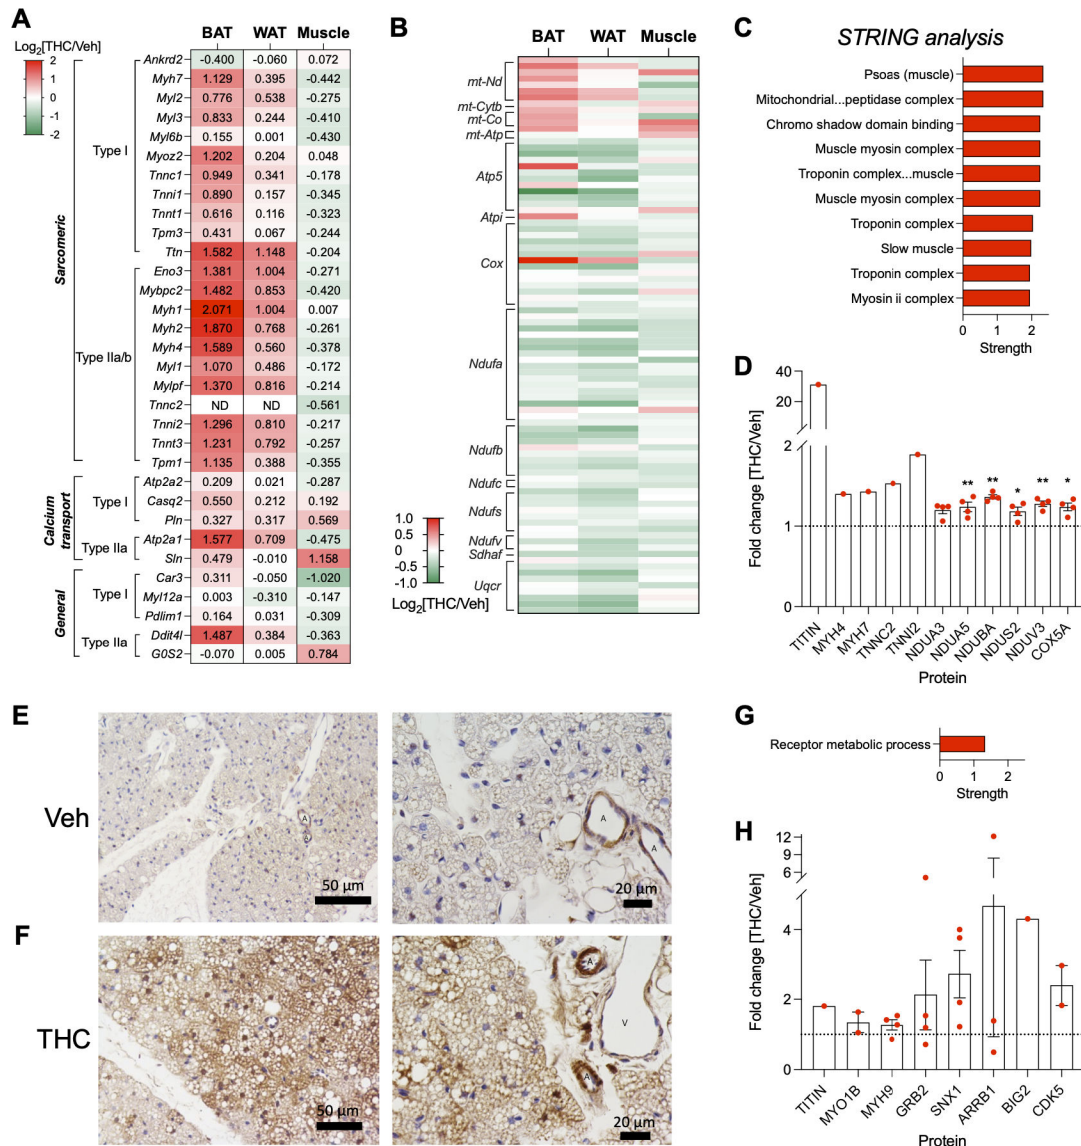 A
Log2[THC/Veh]
2
1
0
-1
-2
BAT WAT Muscle
Sarcomeric
Type I
Ankrd2 -0.400 -0.060 0.072
Myh7 1.129 0.395 -0.442
Myl2 0.776 0.538 -0.275
Myl3 0.833 0.244 -0.410
Myl6b 0.155 0.001 -0.430
Myoz2 1.202 0.204 0.048
Tnnc1 0.949 0.341 -0.178
Tnni1 0.890 0.157 -0.345
Tnnt1 0.616 0.116 -0.323
Tpm3 0.431 0.067 -0.244
Ttn 1.582 1.148 -0.204
Type IIa/b
Eno3 1.381 1.004 -0.271
Mybpc2 1.482 0.853 -0.420
Myh1 2.071 1.004 0.007
Myh2 1.870 0.768 -0.261
Myh4 1.589 0.560 -0.378
Myl1 1.070 0.486 -0.172
Mylpf 1.370 0.816 -0.214
Tnnc2 ND ND -0.561
Tnni2 1.296 0.810 -0.217
Tnnt3 1.231 0.792 -0.257
Tpm1 1.135 0.388 -0.355
Calcium
transport
Type I
Atp2a2 0.209 0.021 -0.287
Casq2 0.550 0.212 0.192
Pln 0.327 0.317 0.569
Type IIa
Atp2a1 1.577 0.709 -0.475
Sln 0.479 -0.010 1.158
General
Type I
Car3 0.311 -0.050 -1.020
Myl12a 0.003 -0.310 -0.147
Pdlim1 0.164 0.031 -0.309
Type IIa
Ddit4l 1.487 0.384 -0.363
G0S2 -0.070 0.005 0.784
B
BAT WAT Muscle
mt-Nd
mt-Cytb
mt-Co
mt-Atp
Atp5
Atpi
Cox
Ndufa
Ndufb
Ndufc
Ndufs
Ndufv
Sdhaf
Uqcr
1.0
0.5
0.0
-0.5
-1.0
Log2[THC/Veh]
C
STRING analysis
Psoas (muscle)
Mitochondrial...peptidase complex
Chromo shadow domain binding
Muscle myosin complex
Troponin complex...muscle
Muscle myosin complex
Troponin complex
Slow muscle
Troponin complex
Myosin ii complex
0 1 2
Strength
D
Fold change [THC/Veh]
40
20
2
1
0
** ** * ** *
TITIN
MYH4
MYH7
TNNC2
TNNI2
NDUA3
NDUA5
NDUBA
NDUS2
NDUV3
COX5A
Protein
E
Veh
A
A
50 µm
A
A
20 µm
F
THC
50 µm
A
V
A
20 µm
G
Receptor metabolic process
0 1 2
Strength
H
Fold change [THC/Veh]
12
9
6
4
2
0
TITIN
MYO1B
MYH9
GRB2
SNX1
ARRB1
BIG2
CDK5
Protein